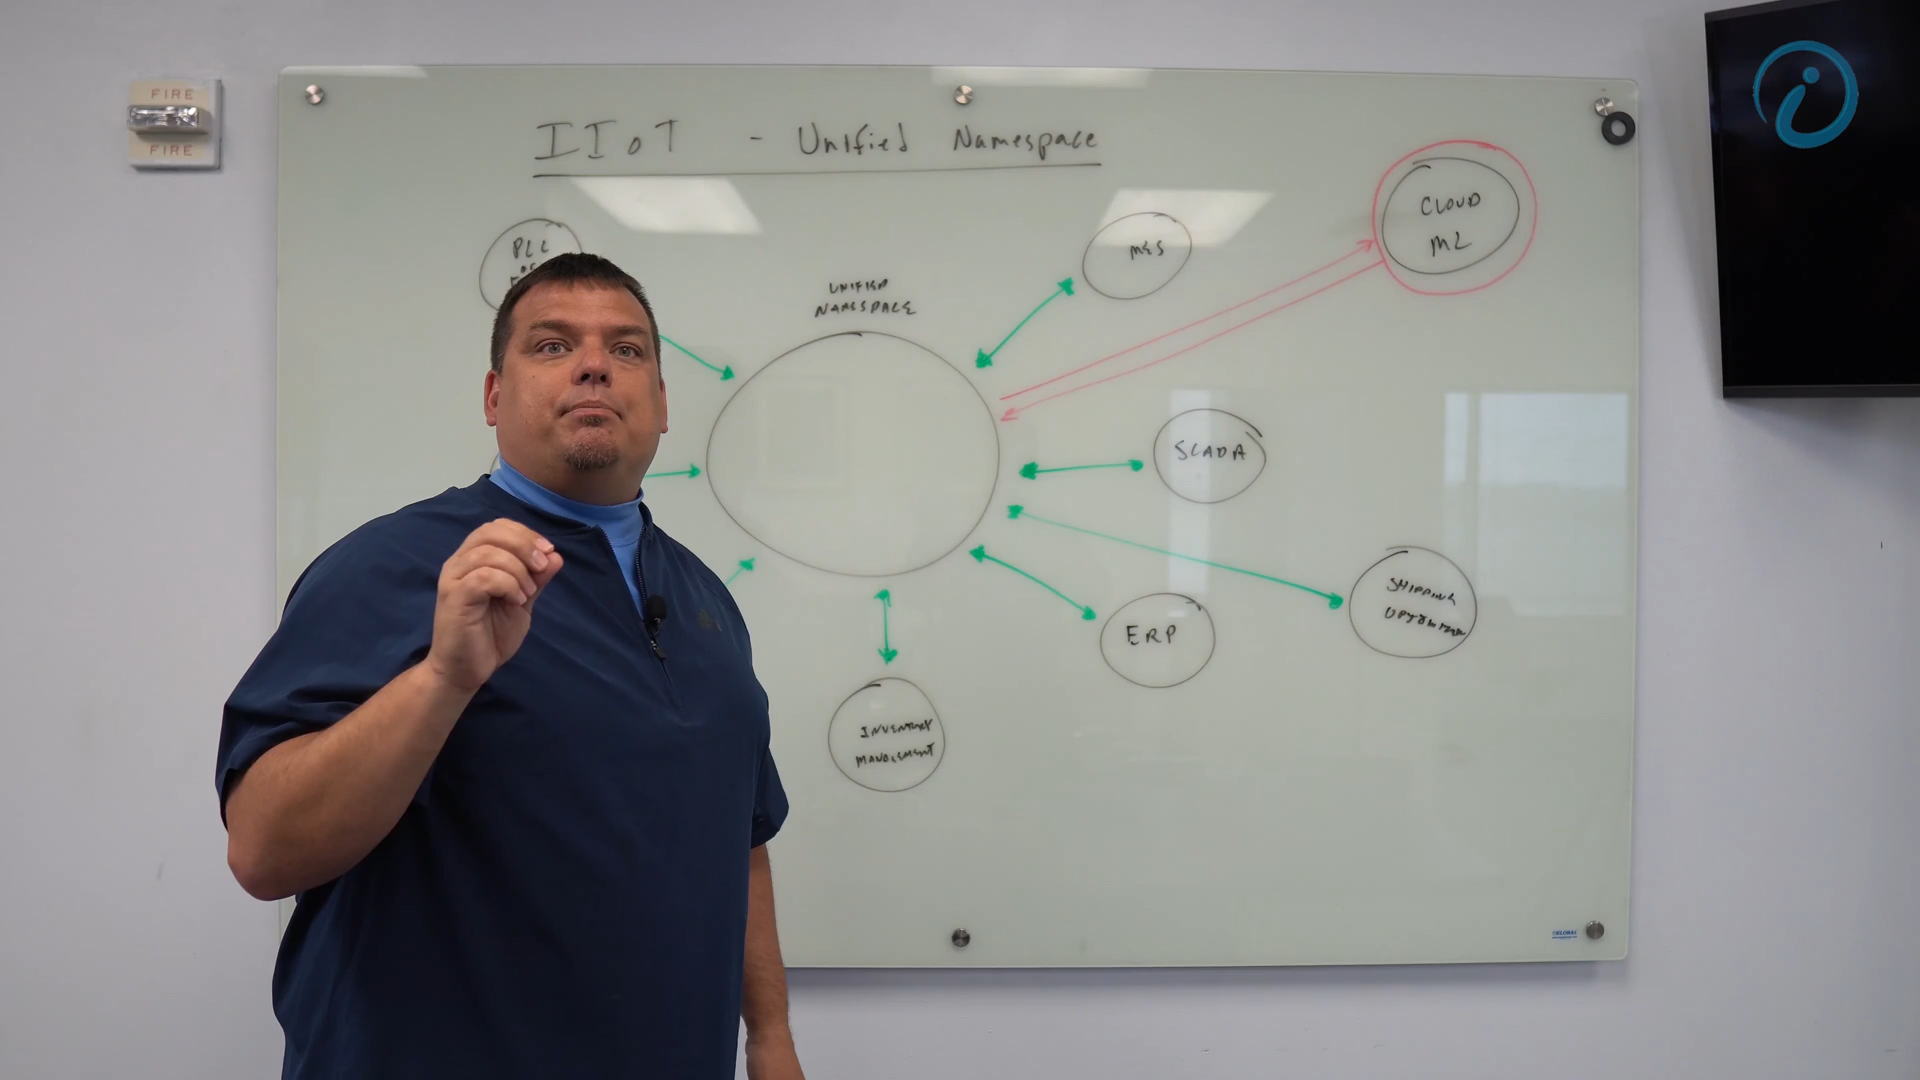 FIRE
FIRE
IIoT - Unified Namespace
PLC
UNIFIED
NAMESPACE
MES
CLOUD
ML
SCADA
SHIPPING
ERP
INVENTORY
MANAGEMENT